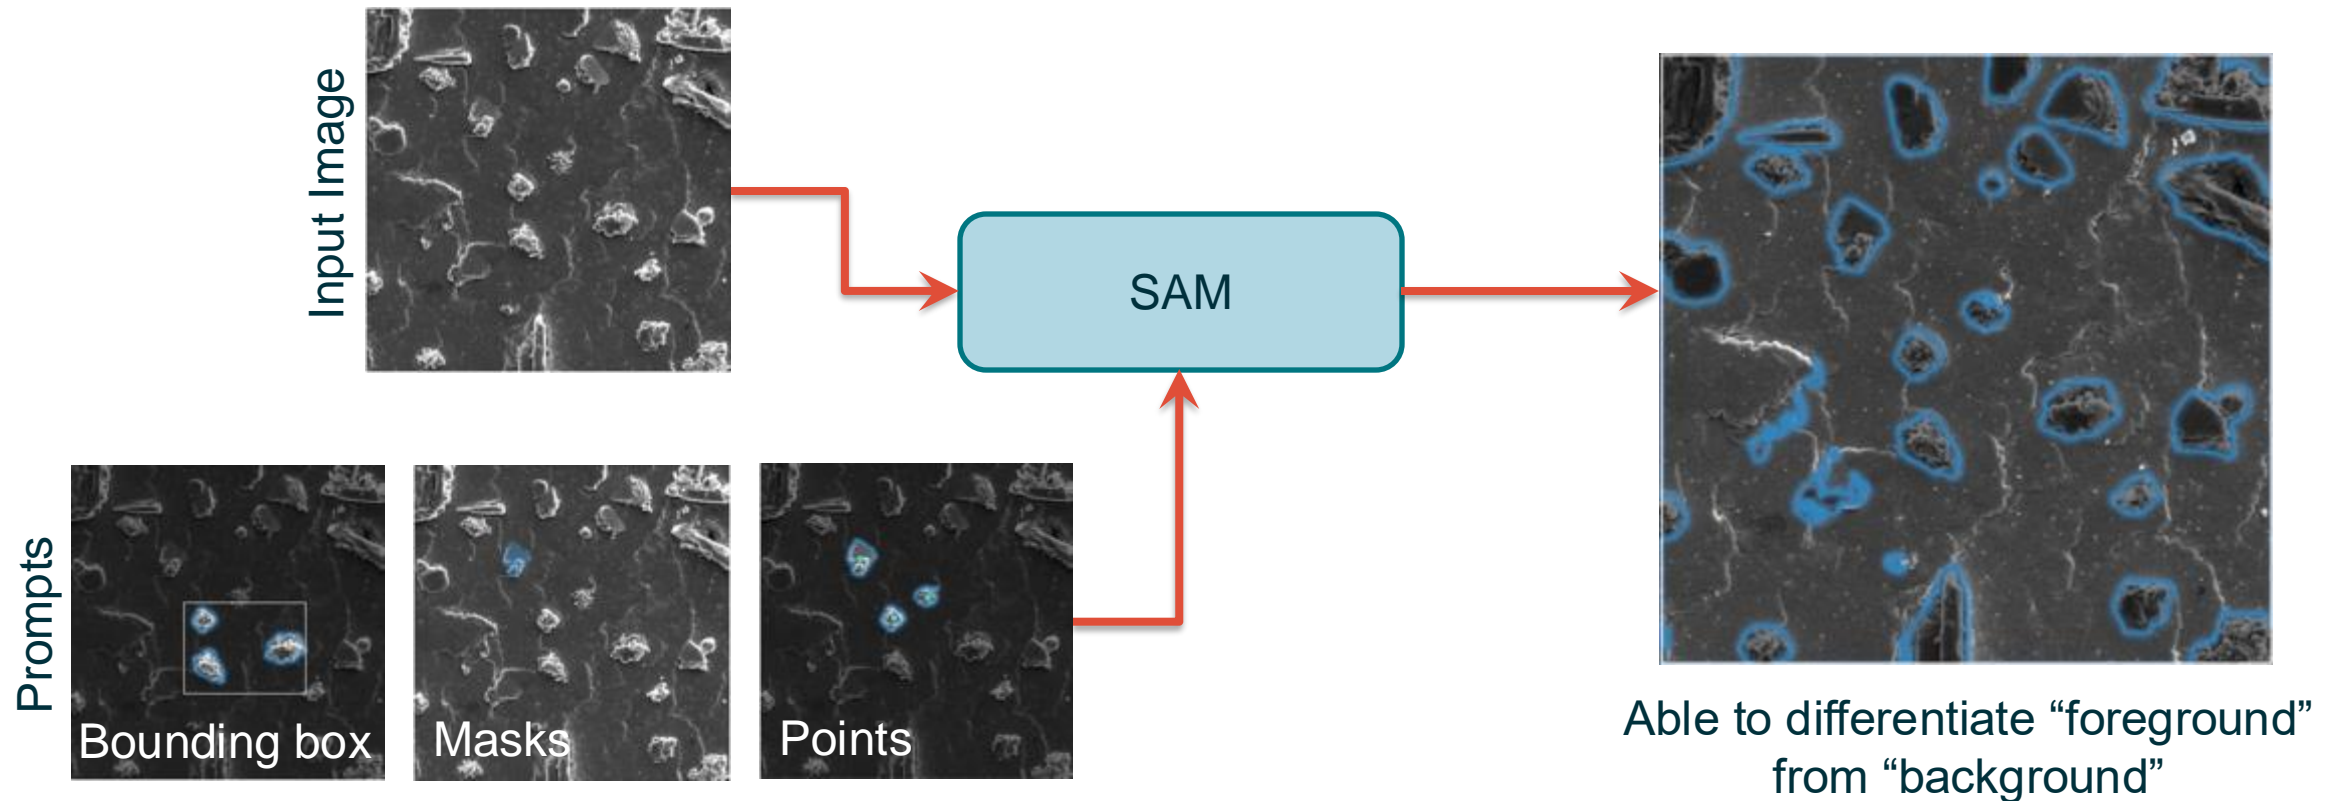 Input Image
SAM
Prompts
Bounding box
Masks
Points
Able to differentiate “foreground”
from “background”